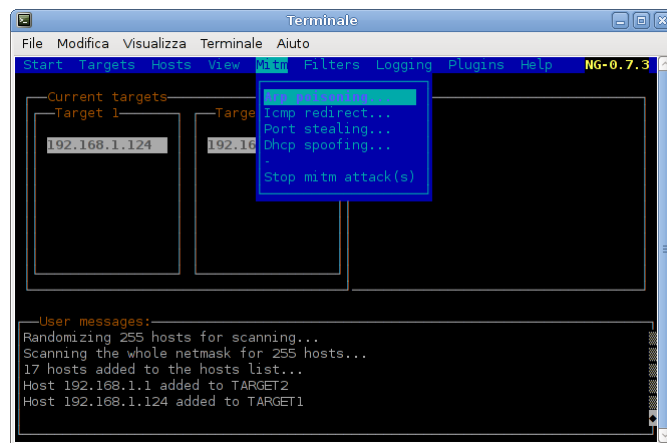 Terminale
File Modifica Visualizza Terminale Aiuto
Start Targets Hosts View Mitm Filters Logging Plugins Help NG-0.7.3
Current targets
Target 1 Targe
192.168.1.124 192.16
Arp poisoning...
Icmp redirect...
Port stealing...
Dhcp spoofing...
-
Stop mitm attack(s)
User messages:
Randomizing 255 hosts for scanning...
Scanning the whole netmask for 255 hosts...
17 hosts added to the hosts list...
Host 192.168.1.1 added to TARGET2
Host 192.168.1.124 added to TARGET1